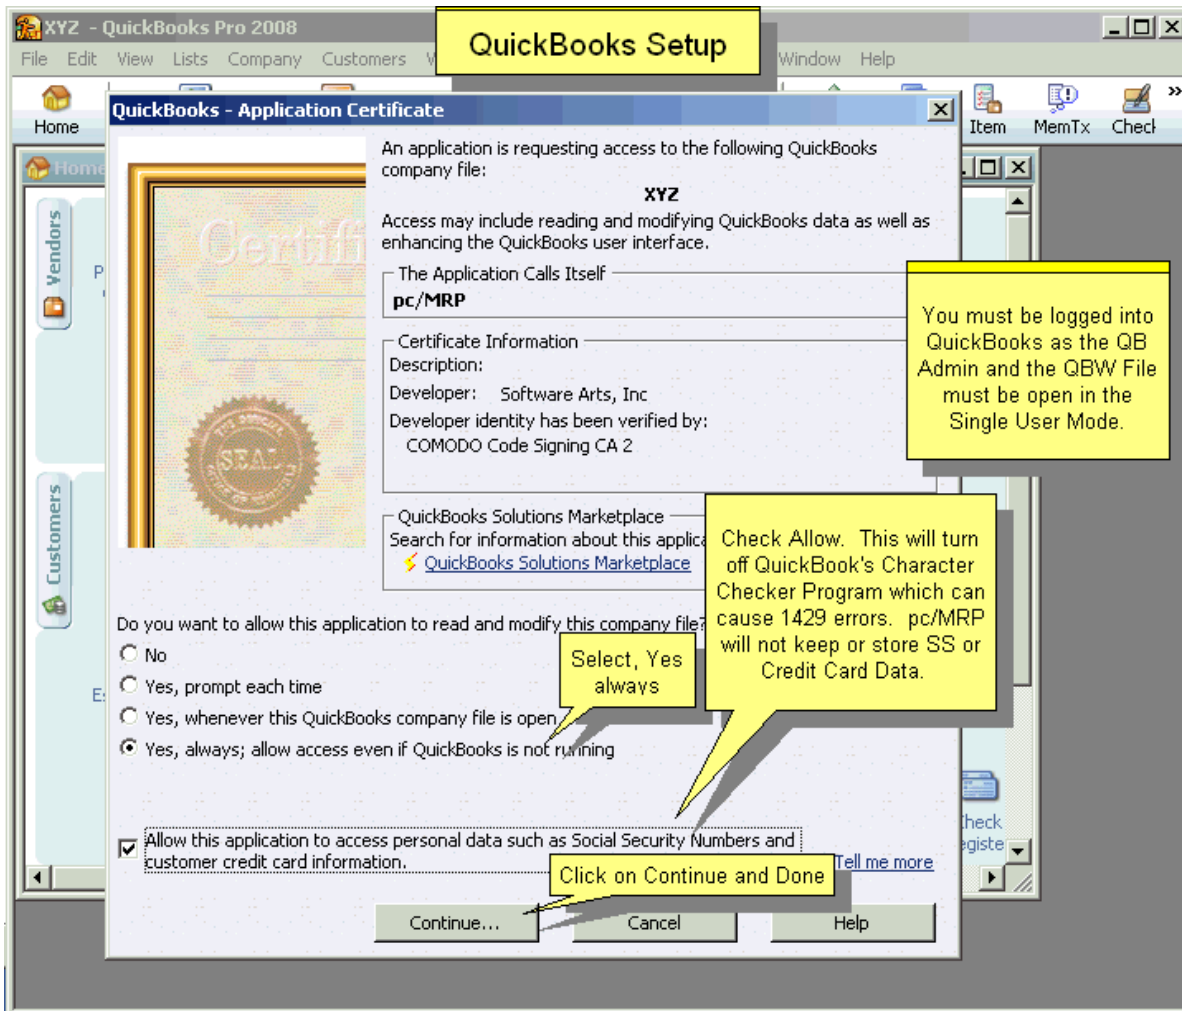 XYZ - QuickBooks Pro 2008
QuickBooks Setup
File Edit View Lists Company Customers Window Help
Home
Item MemTx Check
QuickBooks - Application Certificate
Home
Vendors
Customers
Certifi
SEAL
An application is requesting access to the following QuickBooks
company file:
XYZ
Access may include reading and modifying QuickBooks data as well as
enhancing the QuickBooks user interface.
The Application Calls Itself
pc/MRP
Certificate Information
Description:
Developer: Software Arts, Inc
Developer identity has been verified by:
COMODO Code Signing CA 2
QuickBooks Solutions Marketplace
Search for information about this applica
QuickBooks Solutions Marketplace
You must be logged into
QuickBooks as the QB
Admin and the QBW File
must be open in the
Single User Mode.
Check Allow. This will turn
off QuickBook's Character
Checker Program which can
cause 1429 errors. pc/MRP
will not keep or store SS or
Credit Card Data.
Do you want to allow this application to read and modify this company file?
No
Yes, prompt each time
Yes, whenever this QuickBooks company file is open
Yes, always; allow access even if QuickBooks is not running
Select, Yes
always
Allow this application to access personal data such as Social Security Numbers and
customer credit card information.
Tell me more
Click on Continue and Done
Continue... Cancel Help
heck
egiste